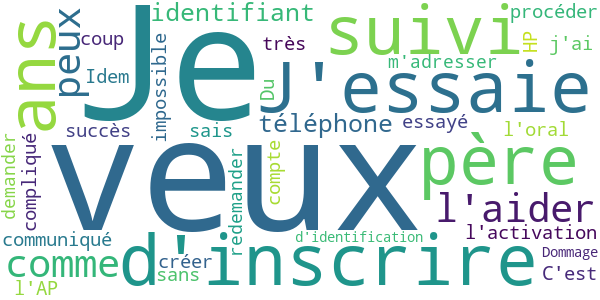 Je
veux
J'essaie
d'inscrire
suivi
père
ans
comme
l'aider
peux
identifiant
téléphone
procéder
coup
très
HP
j'ai
m'adresser
Idem
impossible
Du
succès
sais
essayé
l'oral
demander
compliqué
redemander
compte
l'activation
communiqué
d'identification
Dommage
créer
sans
C'est
l'AP